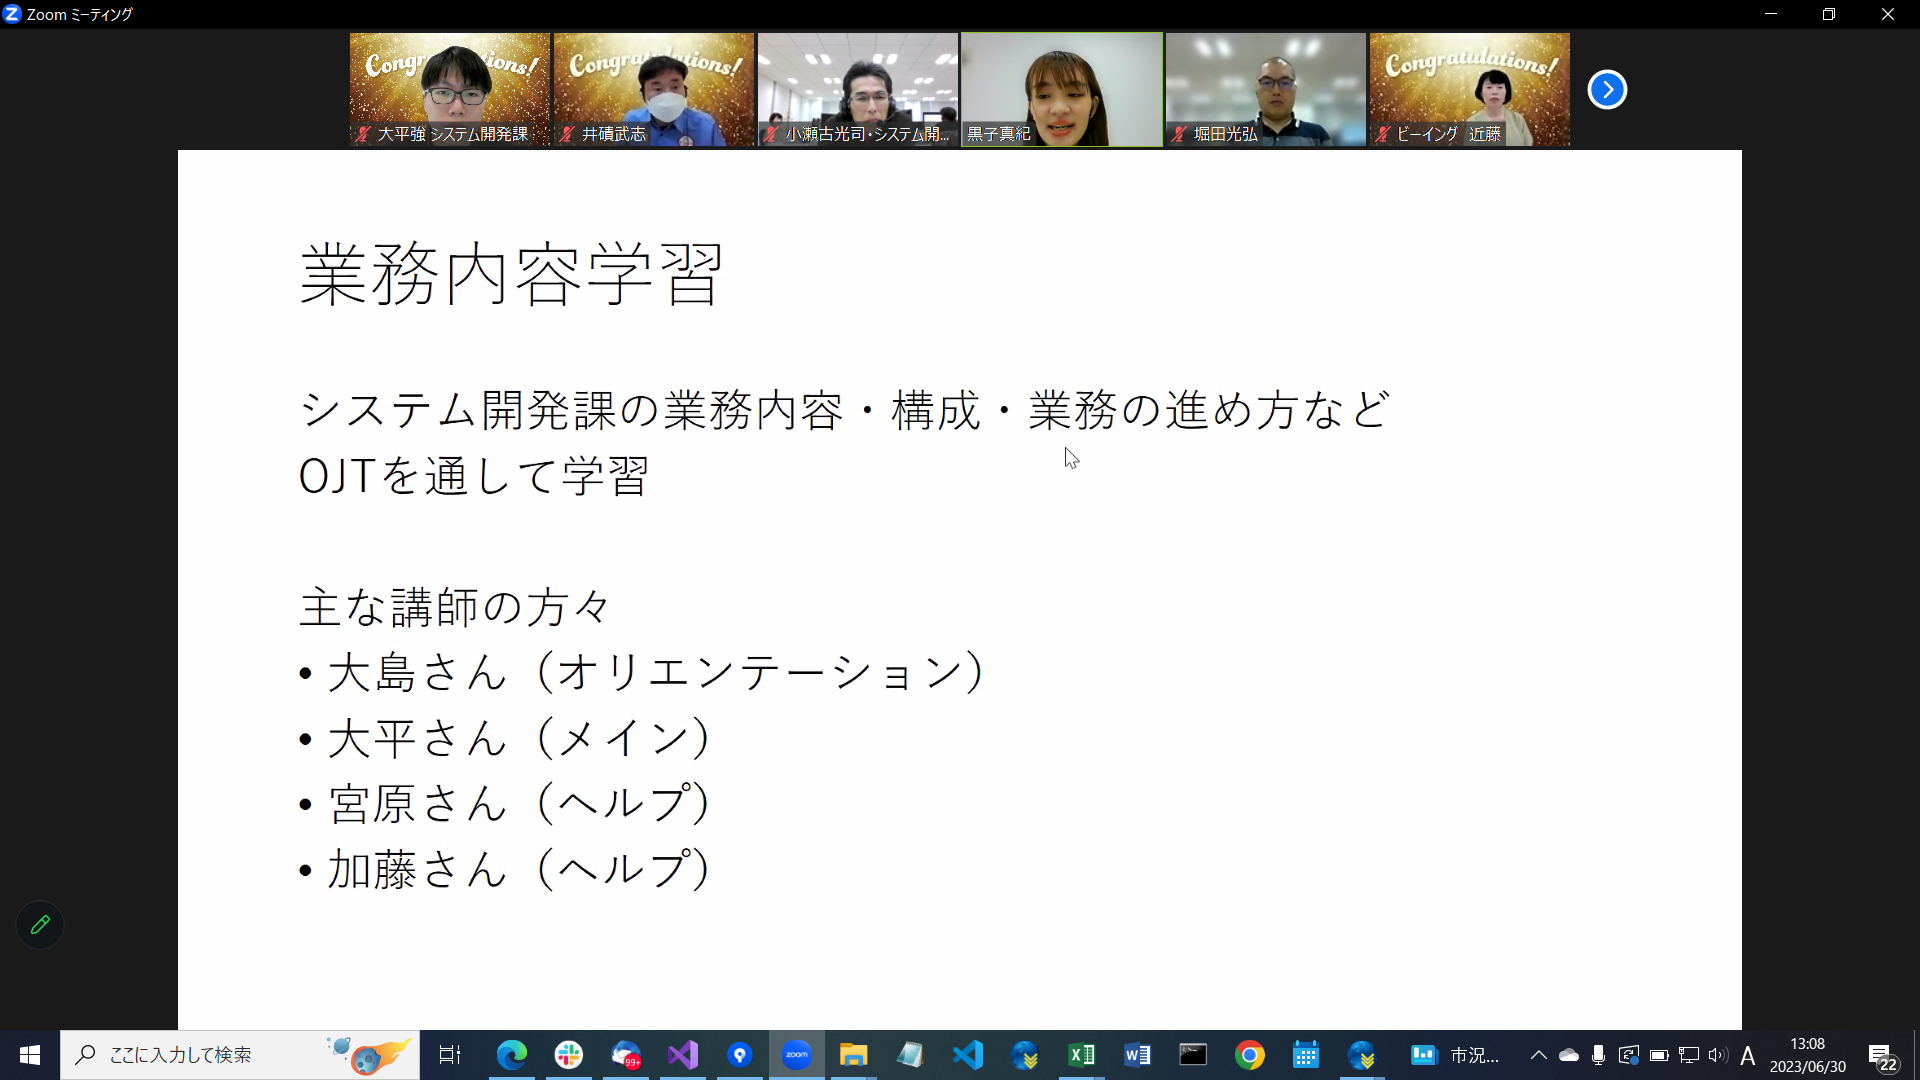 Zoom ミーティング
Congratulations!
Congratulations!
Congratulations!
大平強 システム開発課
井磧武志
小瀬古光司・システム開...
黒子真紀
堀田光弘
ビーイング 近藤
業務内容学習
システム開発課の業務内容・構成・業務の進め方など
OJTを通して学習
主な講師の方々
• 大島さん（オリエンテーション）
• 大平さん（メイン）
• 宮原さん（ヘルプ）
• 加藤さん（ヘルプ）
ここに入力して検索
99+
zoom
市況...
A
13:08
2023/06/30
22